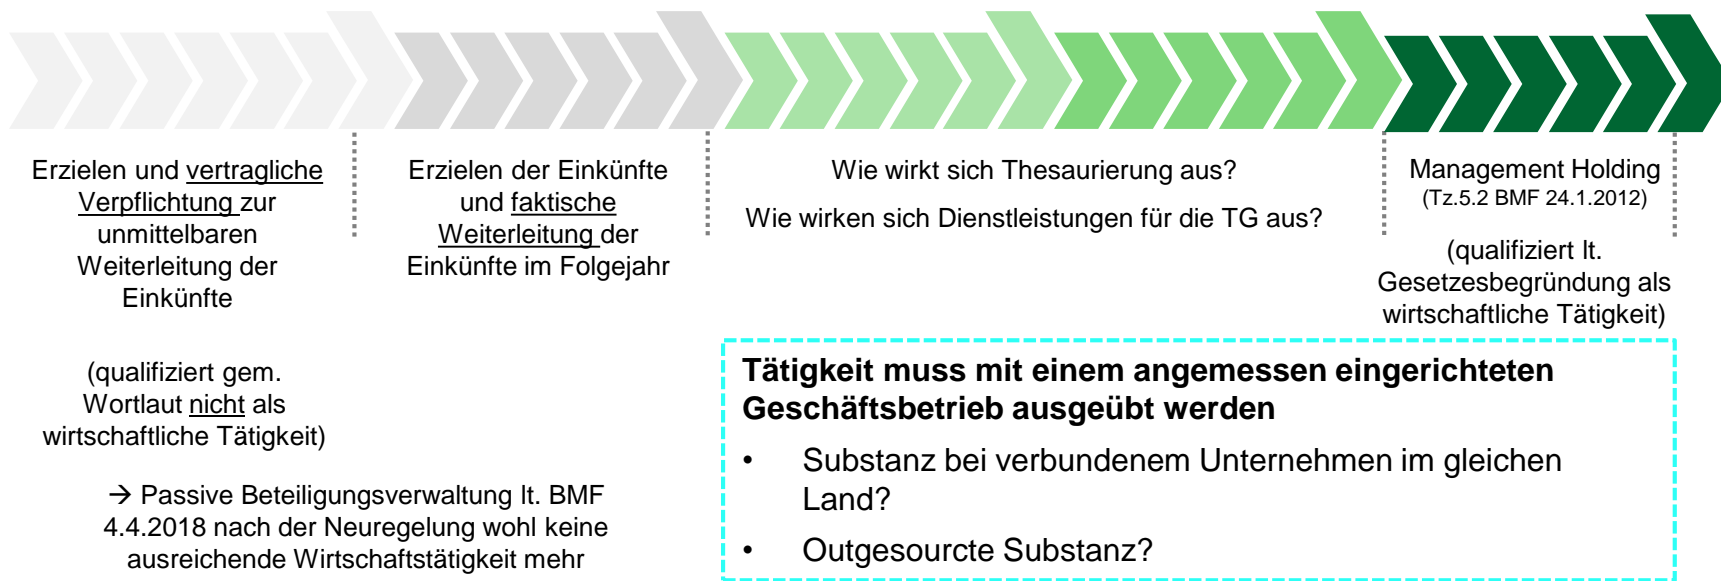 Erzielen und vertragliche
Verpflichtung zur
unmittelbaren
Weiterleitung der
Einkünfte
(qualifiziert gem.
Wortlaut nicht als
wirtschaftliche Tätigkeit)
Erzielen der Einkünfte
und faktische
Weiterleitung der
Einkünfte im Folgejahr
→ Passive Beteiligungsverwaltung lt. BMF
4.4.2018 nach der Neuregelung wohl keine
ausreichende Wirtschaftstätigkeit mehr
Wie wirkt sich Thesaurierung aus?
Wie wirken sich Dienstleistungen für die TG aus?
Management Holding
(Tz.5.2 BMF 24.1.2012)
(qualifiziert lt.
Gesetzesbegründung als
wirtschaftliche Tätigkeit)
Tätigkeit muss mit einem angemessen eingerichteten
Geschäftsbetrieb ausgeübt werden
• Substanz bei verbundenem Unternehmen im gleichen
Land?
• Outgesourcte Substanz?